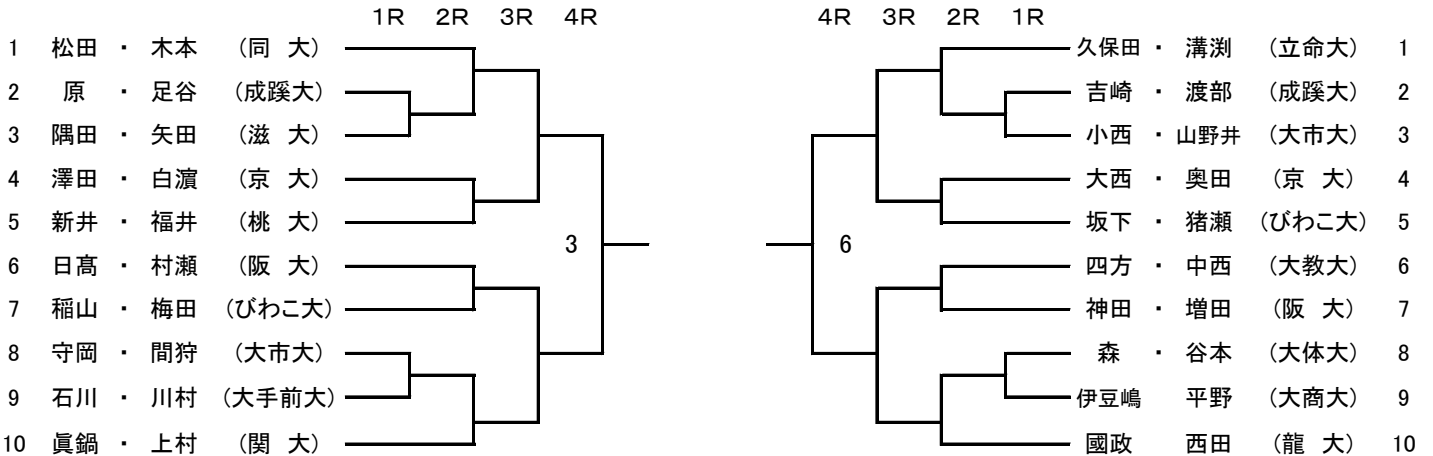 1R 2R 3R 4R
1 松田 ・ 木本 （同 大）
2 原 ・ 足谷 （成蹊大）
3 隅田 ・ 矢田 （滋 大）
4 澤田 ・ 白濵 （京 大）
5 新井 ・ 福井 （桃 大）
3
6 日髙 ・ 村瀬 （阪 大）
7 稲山 ・ 梅田 （びわこ大）
8 守岡 ・ 間狩 （大市大）
9 石川 ・ 川村 （大手前大）
10 眞鍋 ・ 上村 （関 大）
4R 3R 2R 1R
久保田 ・ 溝渕 （立命大） 1
吉崎 ・ 渡部 （成蹊大） 2
小西 ・ 山野井 （大市大） 3
大西 ・ 奥田 （京 大） 4
坂下 ・ 猪瀬 （びわこ大） 5
6
四方 ・ 中西 （大教大） 6
神田 ・ 増田 （阪 大） 7
森 ・ 谷本 （大体大） 8
伊豆嶋 平野 （大商大） 9
國政 西田 （龍 大） 10